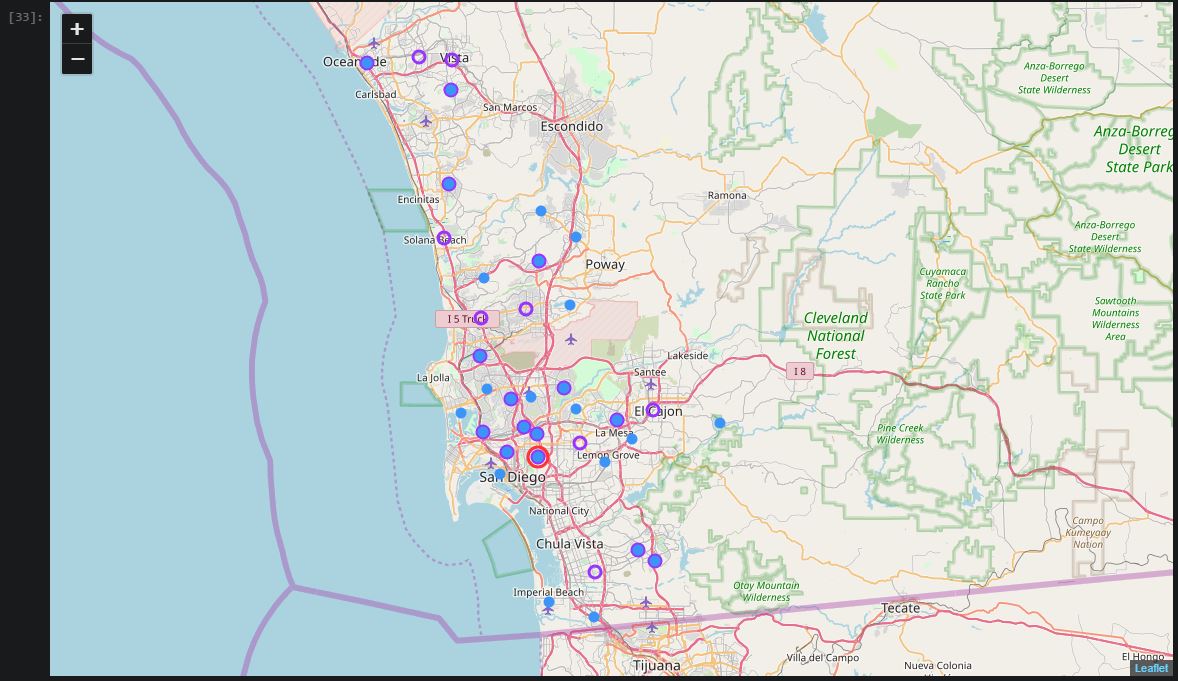 [33]:
+
−
Oceanside
Vista
Carlsbad
San Marcos
Escondido
Anza-Borrego
Desert
State Wilderness
Anza-Borreg
Desert
State Park
Encinitas
Ramona
Solana Beach
Poway
Anza-Borrego
Desert
State Wilderness
Cuyamaca
Rancho
State Park
Sawtooth
Mountains
Wilderness
Area
I 5 Truck
Cleveland
National
Forest
La Jolla
Lakeside
Santee
I 8
El Cajon
Pine Creek
Wilderness
La Mesa
Lemon Grove
San Diego
National City
Chula Vista
Campo
Kumeyaay
Nation
Imperial Beach
Otay Mountain
Wilderness
Tecate
Tijuana
Villa del Campo
Nueva Colonia
El Hongo
Leaflet